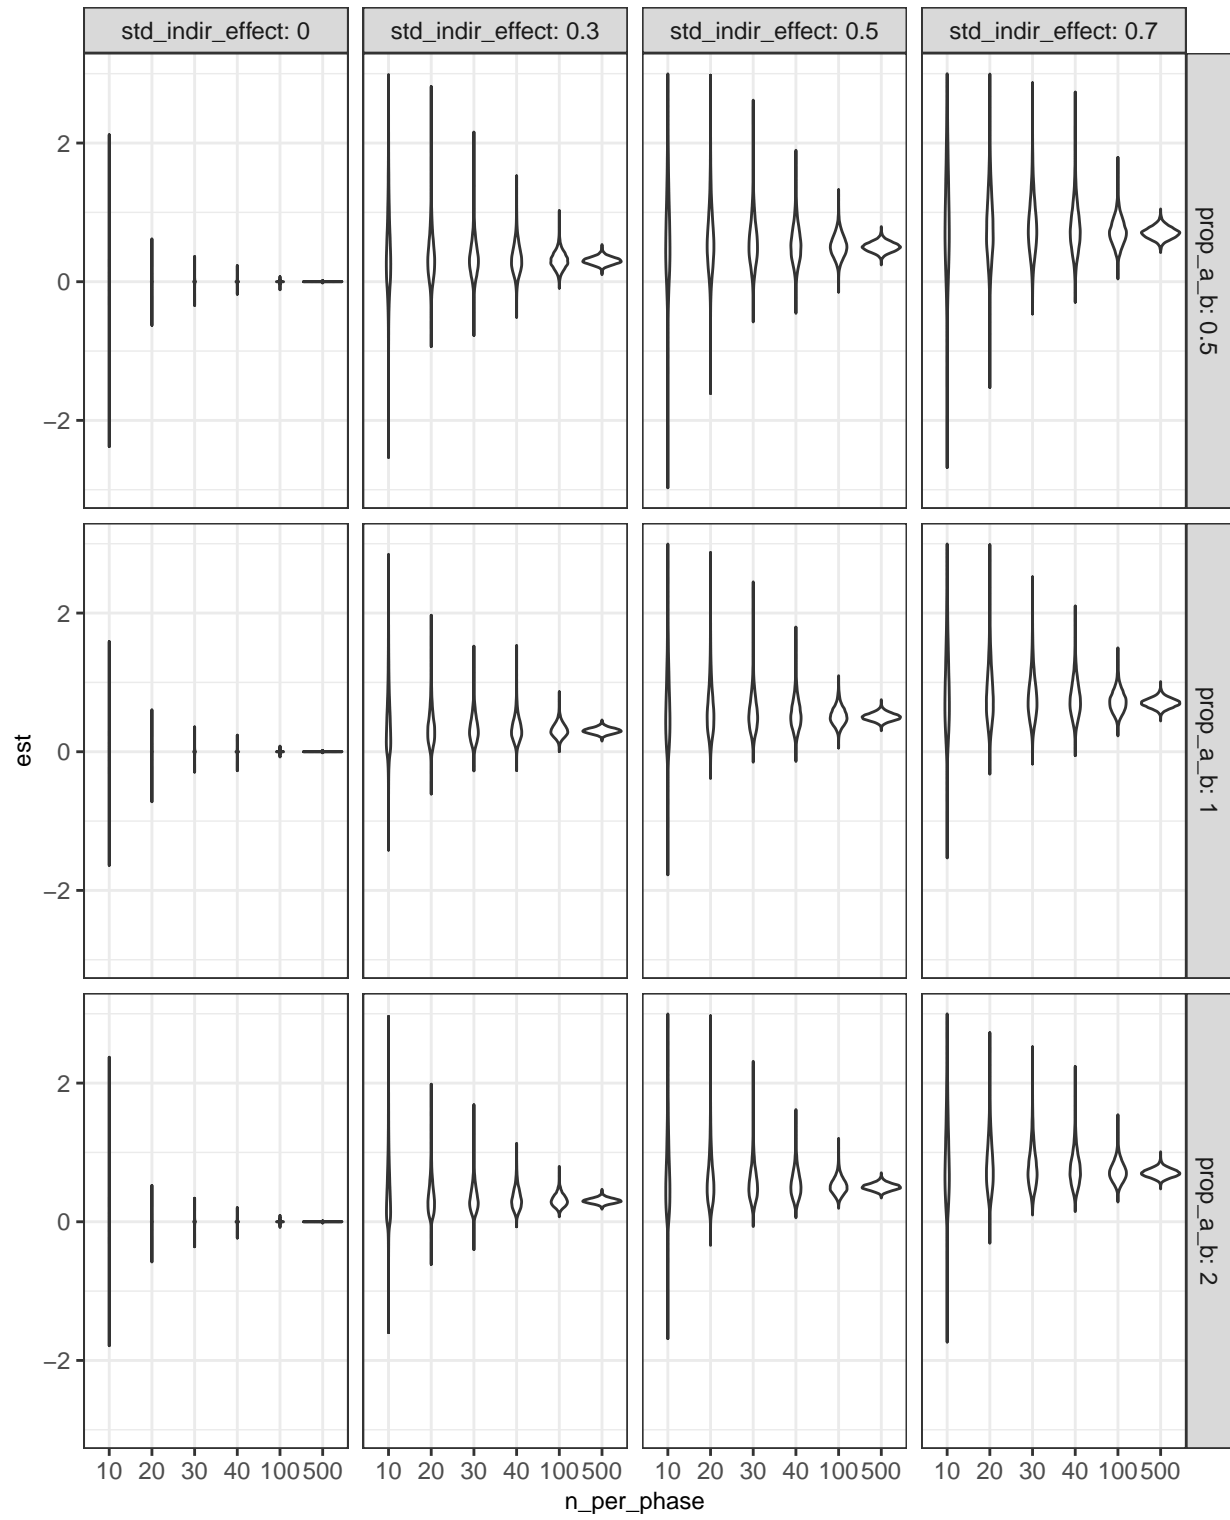 std_indir_effect: 0
std_indir_effect: 0.3
std_indir_effect: 0.5
std_indir_effect: 0.7
2
0
−2
prop_a_b: 0.5
2
0
−2
prop_a_b: 1
est
2
0
−2
prop_a_b: 2
10 20 30 40 100 500
10 20 30 40 100 500
10 20 30 40 100 500
10 20 30 40 100 500
n_per_phase